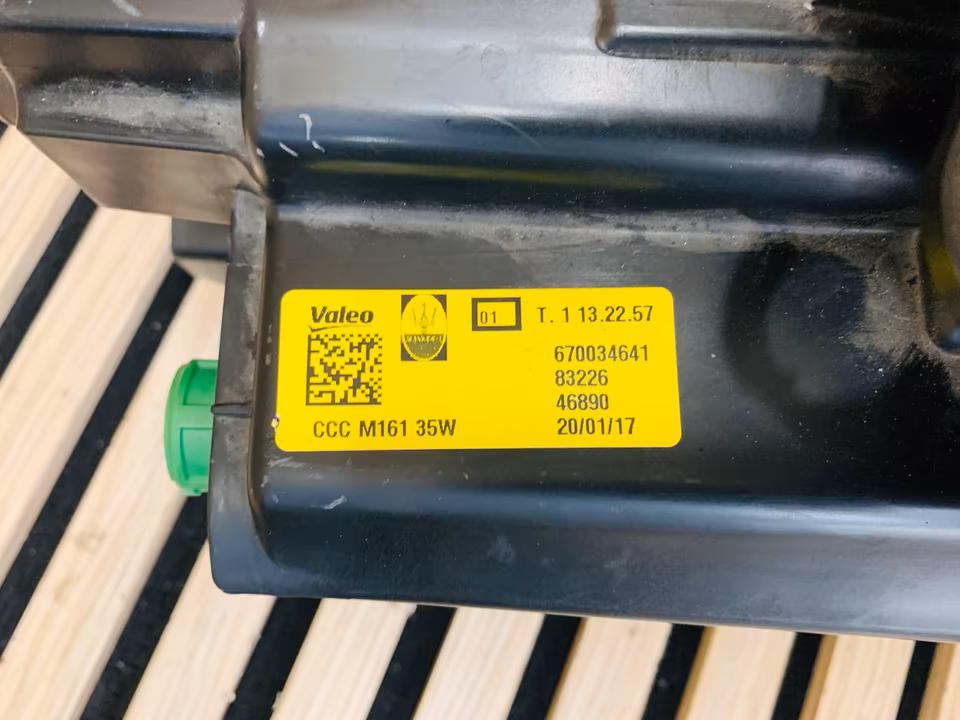 Valeo
01
T. 1 13.22.57
670034641
83226
46890
20/01/17
CCC M161 35W